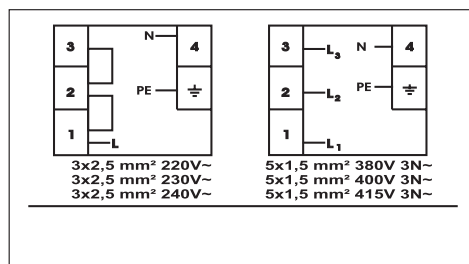 3 N 4
2 PE
1 L
3x2,5 mm² 220V~
3x2,5 mm² 230V~
3x2,5 mm² 240V~
3 L3 N 4
2 L2 PE
1 L1
5x1,5 mm² 380V 3N~
5x1,5 mm² 400V 3N~
5x1,5 mm² 415V 3N~